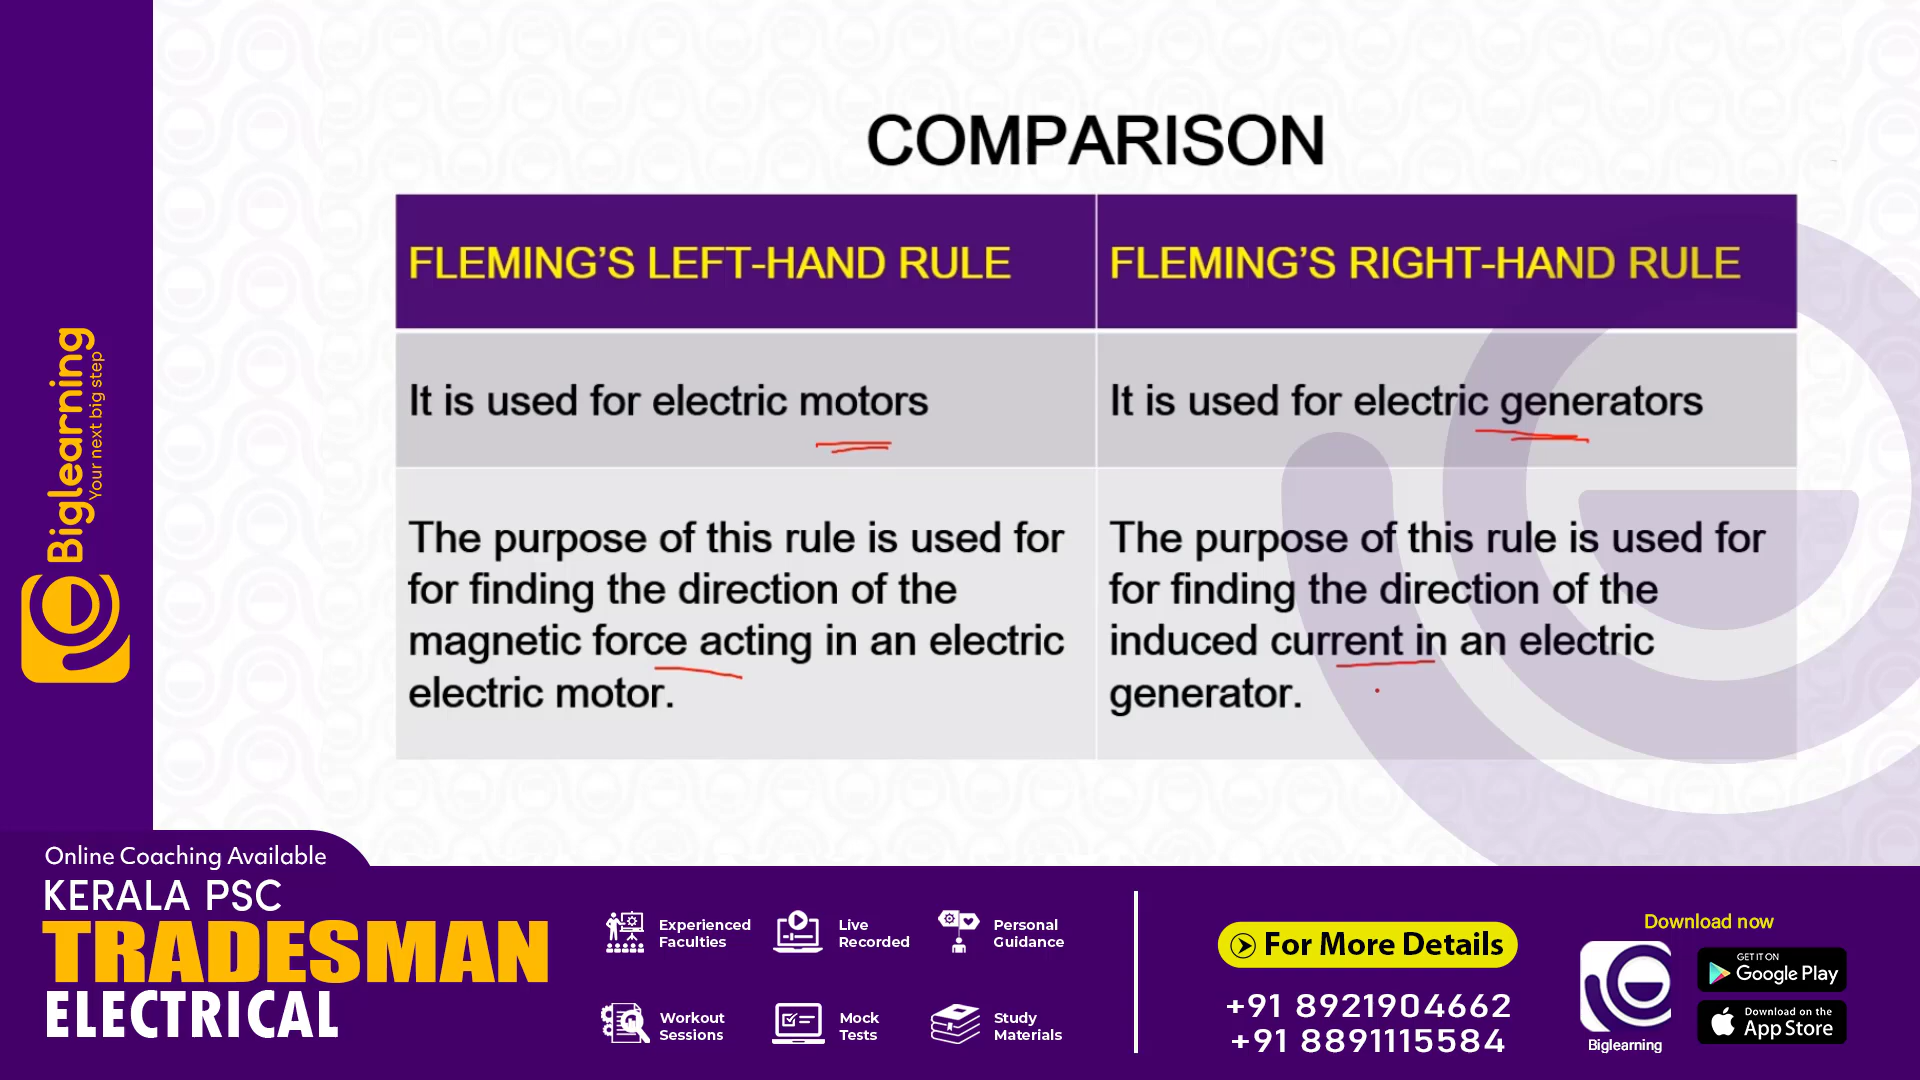 COMPARISON
FLEMING’S LEFT-HAND RULE
FLEMING’S RIGHT-HAND RULE
It is used for electric motors
It is used for electric generators
The purpose of this rule is used for
for finding the direction of the
magnetic force acting in an electric
electric motor.
The purpose of this rule is used for
for finding the direction of the
induced current in an electric
generator.
Biglearning
Your next big step
Online Coaching Available
KERALA PSC
TRADESMAN
ELECTRICAL
Experienced
Faculties
Live
Recorded
Personal
Guidance
Workout
Sessions
Mock
Tests
Study
Materials
For More Details
+91 8921904662
+91 8891115584
Download now
Biglearning
GET IT ON
Google Play
Download on the
App Store